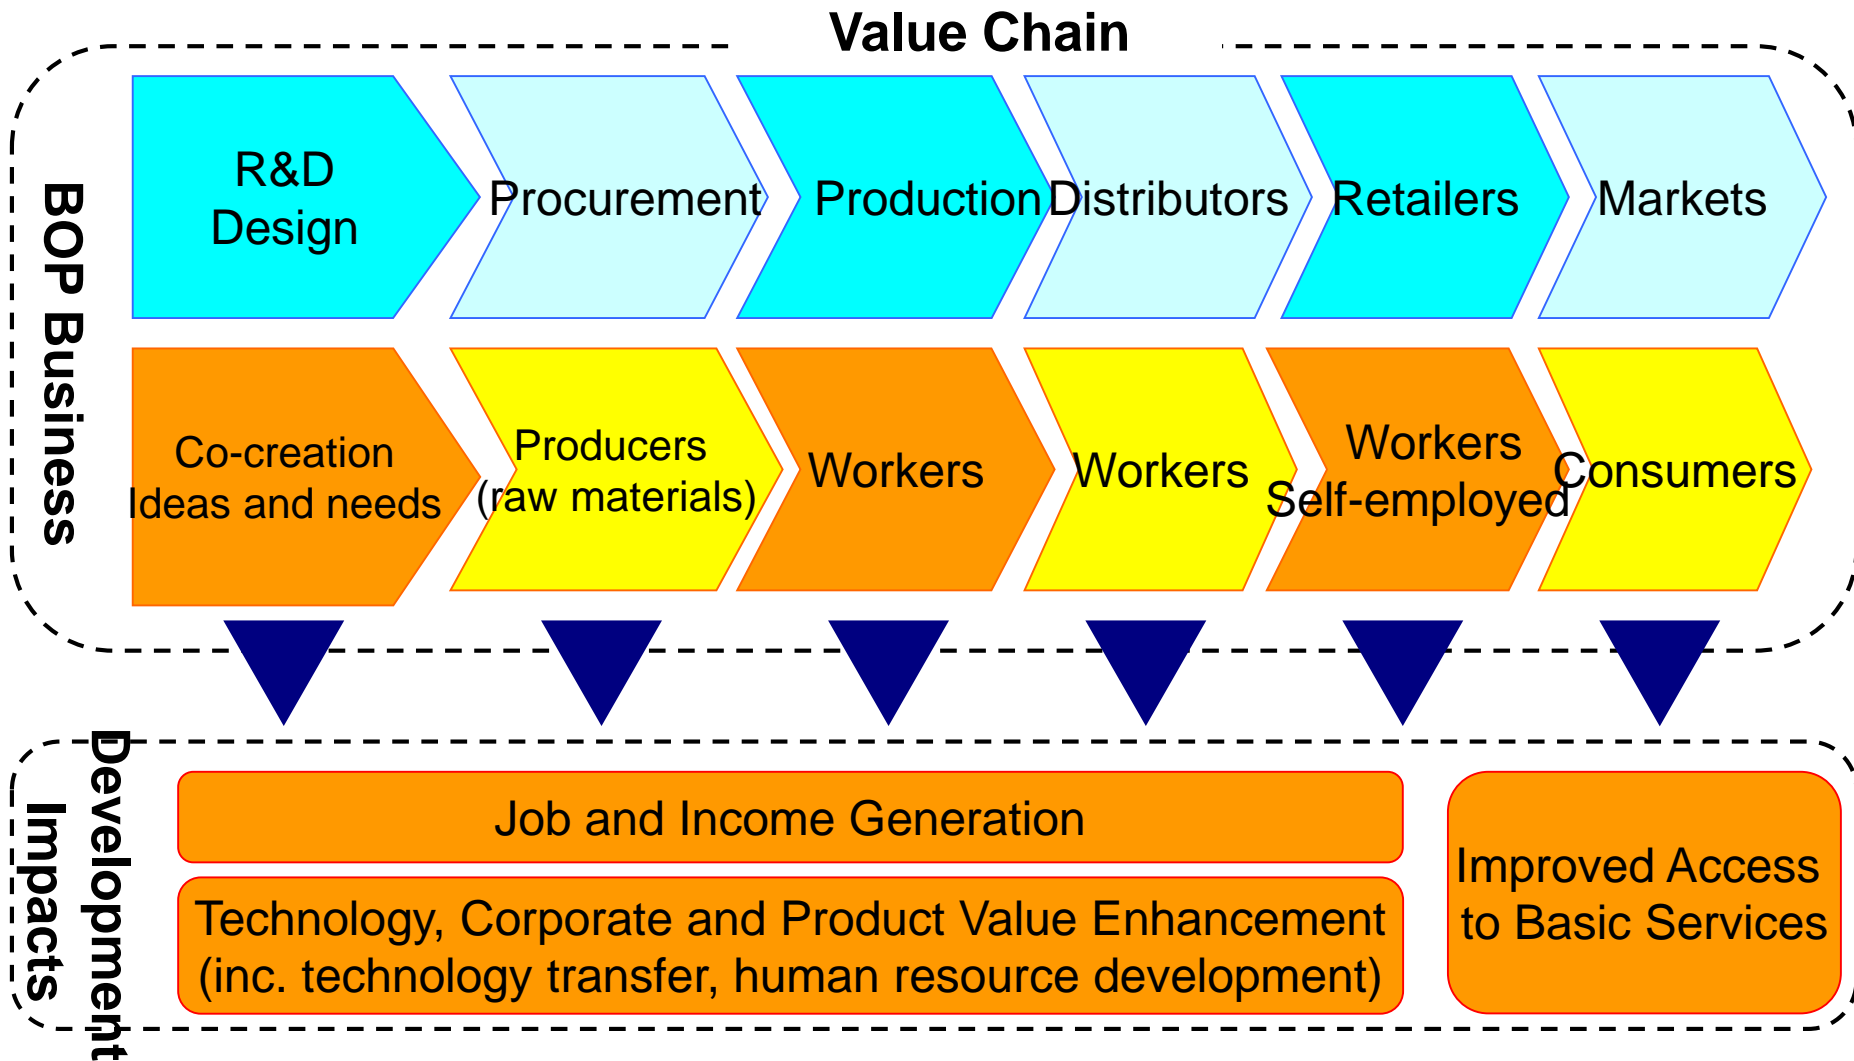 Value Chain
BOP Business
R&D
Design
Procurement
Production
Distributors
Retailers
Markets
Co-creation
Ideas and needs
Producers
(raw materials)
Workers
Workers
Workers
Self-employed
Consumers
Development
Impacts
Job and Income Generation
Technology, Corporate and Product Value Enhancement
(inc. technology transfer, human resource development)
Improved Access
to Basic Services